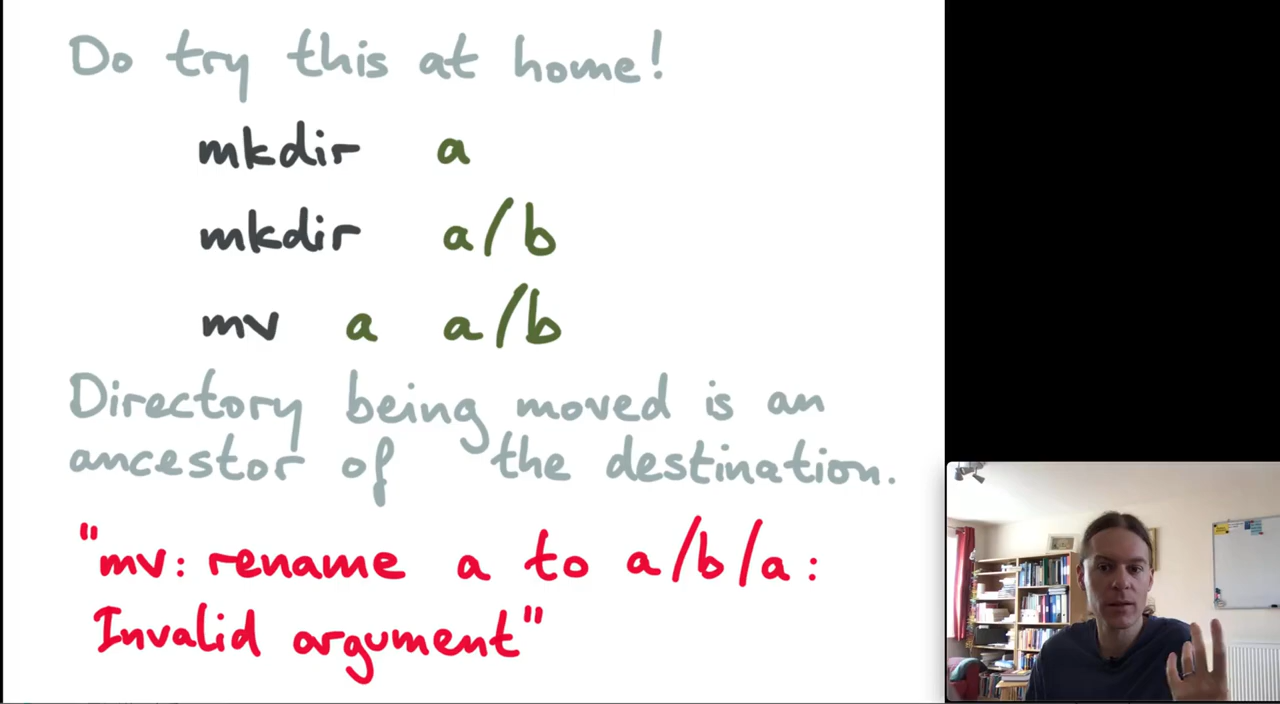 Do try this at home!
mkdir a
mkdir a/b
mv a a/b
Directory being moved is an
ancestor of the destination.
"mv: rename a to a/b/a:
Invalid argument"